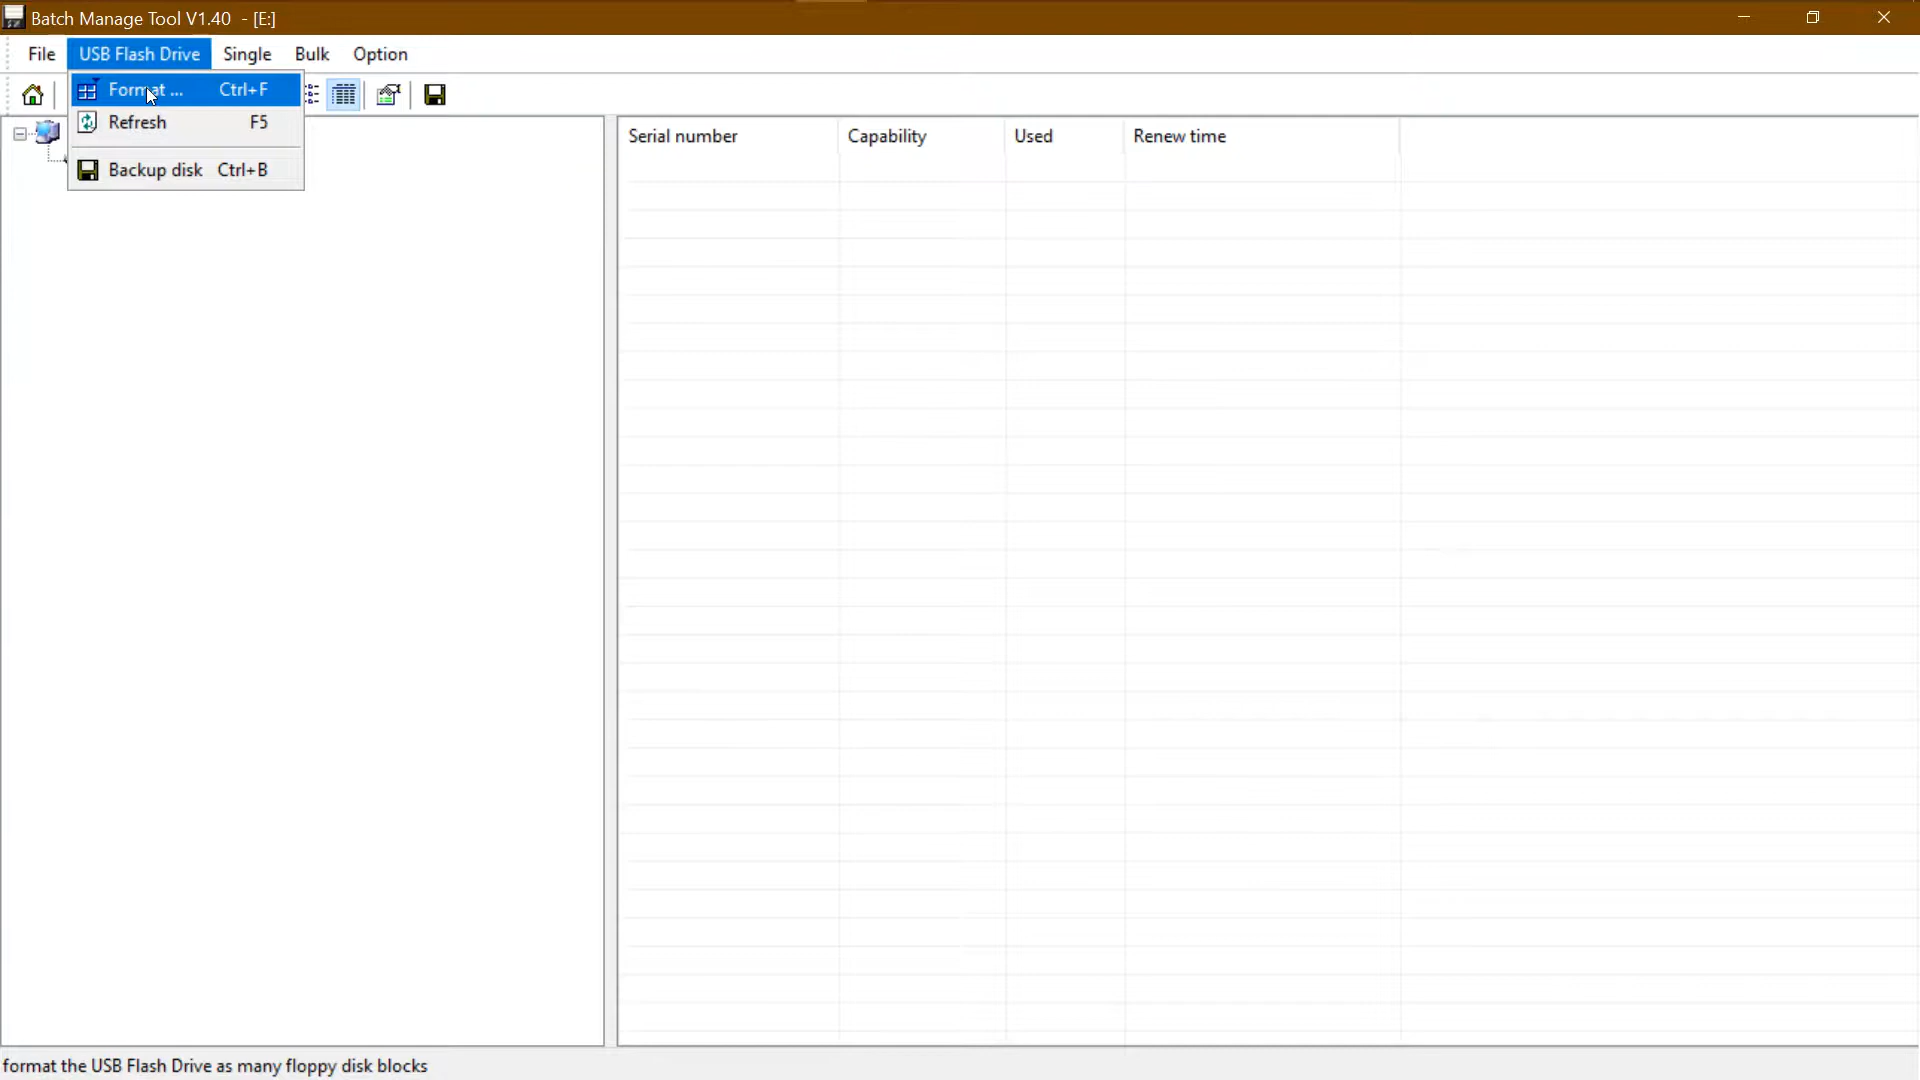 Batch Manage Tool V1.40 - [E:]
File USB Flash Drive Single Bulk Option
Format ... Ctrl+F
Refresh F5
Backup disk Ctrl+B
Serial number Capability Used Renew time
format the USB Flash Drive as many floppy disk blocks